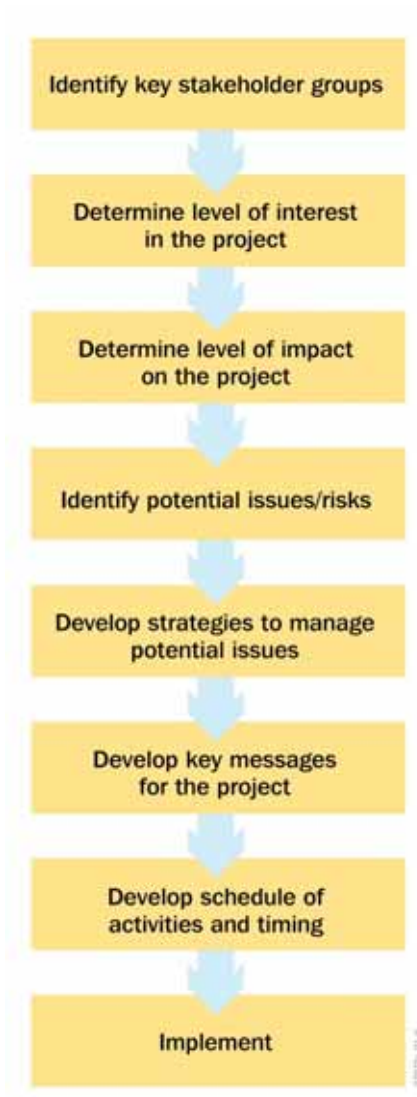 Identify key stakeholder groups
Determine level of interest
in the project
Determine level of impact
on the project
Identify potential issues/risks
Develop strategies to manage
potential issues
Develop key messages
for the project
Develop schedule of
activities and timing
Implement